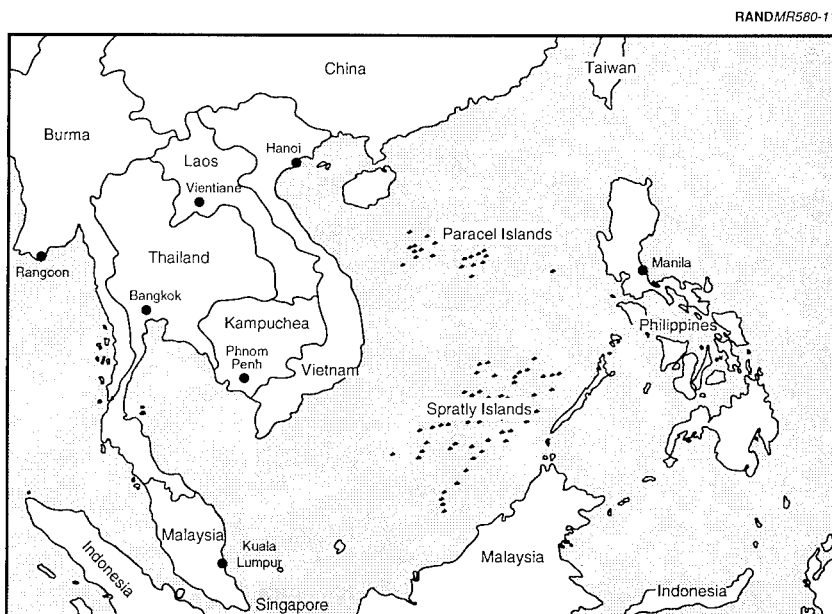 RANDMR580-11
China
Taiwan
Burma
Hanoi
Laos
Vientiane
Paracel Islands
Thailand
Manila
Rangoon
Bangkok
Kampuchea
Philippines
Phnom
Penh
Vietnam
Spratly Islands
Malaysia
Kuala
Lumpur
Indonesia
Malaysia
Indonesia
Singapore